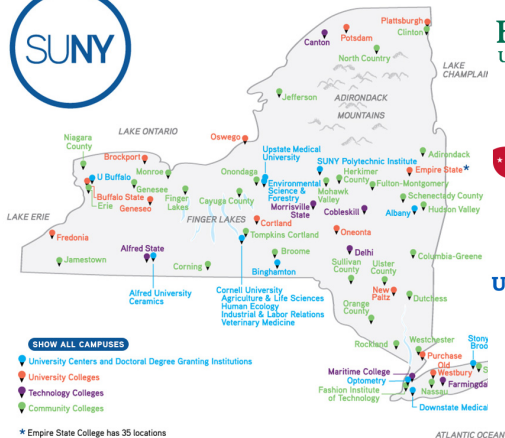 SUNY
Plattsburgh
Clinton
Potsdam
Canton
North Country
LAKE
CHAMPLAI
Jefferson
ADIRONDACK
MOUNTAINS
LAKE ONTARIO
Oswego
Niagara
County
Brockport
Monroe
U Buffalo
Buffalo State
Erie
Genesee
Geneseo
Finger
Lakes
Onondaga
Cayuga County
Upstate Medical
University
Environmental
Science &
Forestry
SUNY Polytechnic Institute
Herkimer
County
Mohawk
Valley
Morrisville
State
Cobleskill
Fulton-Montgomery
Adirondack
Empire State*
Schenectady County
Albany
Hudson Valley
LAKE ERIE
FINGER LAKES
Cortland
Tompkins Cortland
Oneonta
Fredonia
Jamestown
Alfred State
Alfred University
Ceramics
Corning
Broome
Binghamton
Cornell University
Agriculture & Life Sciences
Human Ecology
Industrial & Labor Relations
Veterinary Medicine
Delhi
Sullivan
County
Ulster
County
Columbia-Greene
New
Paltz
Dutchess
Orange
County
Rockland
Westchester
Purchase
Old
Westbury
Stony
Broo
S
Maritime College
Optometry
Fashion Institute
of Technology
Nassau
Farmingda
Downstate Medical
ATLANTIC OCEAN
SHOW ALL CAMPUSES
University Centers and Doctoral Degree Granting Institutions
University Colleges
Technology Colleges
Community Colleges
* Empire State College has 35 locations
U
U